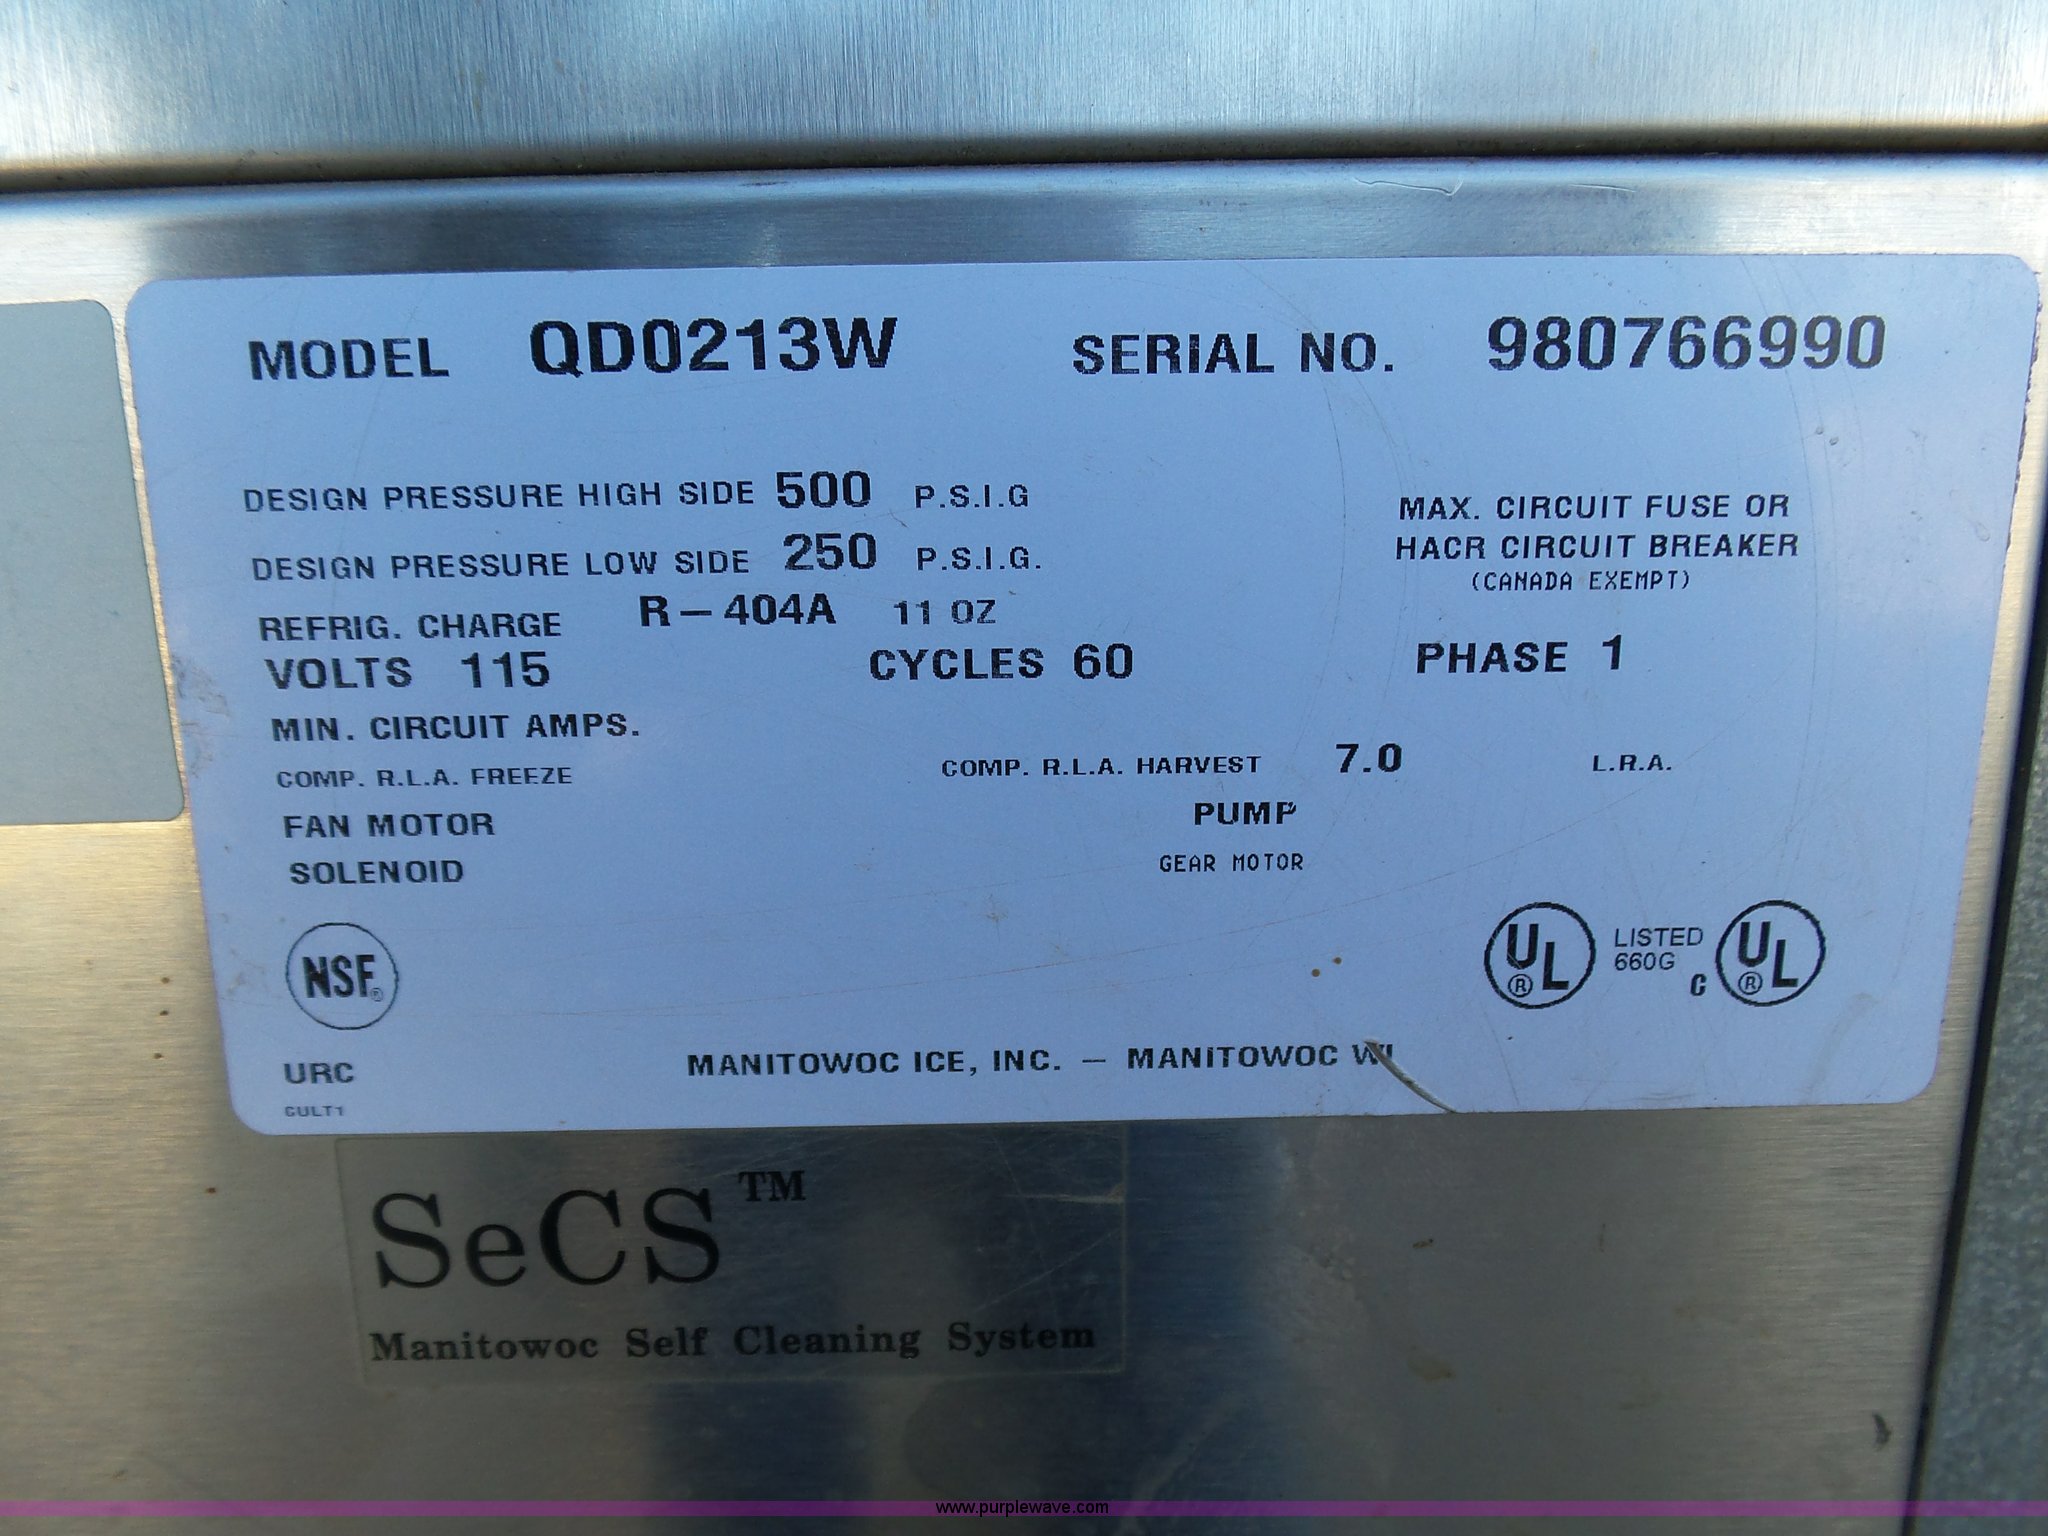 MODEL QD0213W SERIAL NO. 980766990
DESIGN PRESSURE HIGH SIDE 500 P.S.I.G
DESIGN PRESSURE LOW SIDE 250 P.S.I.G.
MAX. CIRCUIT FUSE OR
HACR CIRCUIT BREAKER
(CANADA EXEMPT)
REFRIG. CHARGE R-404A 11 OZ
VOLTS 115 CYCLES 60 PHASE 1
MIN. CIRCUIT AMPS.
COMP. R.L.A. FREEZE COMP. R.L.A. HARVEST 7.0 L.R.A.
FAN MOTOR PUMP
SOLENOID GEAR MOTOR
NSF®
UL® LISTED 660G C UL®
URC
CULT1
MANITOWOC ICE, INC. — MANITOWOC WI
SeCS™
Manitowoc Self Cleaning System
www.purplewave.com